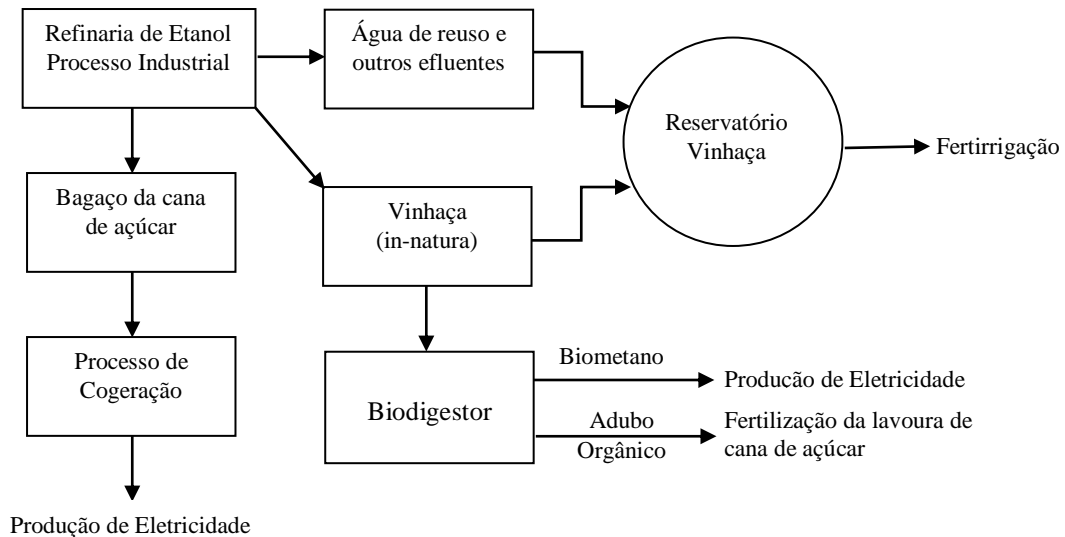 Refinaria de Etanol
Processo Industrial
Água de reuso e
outros efluentes
Reservatório
Vinhaça
Fertirrigação
Bagaço da cana
de açúcar
Vinhaça
(in-natura)
Processo de
Cogeração
Biodigestor
Biometano
Producão de Eletricidade
Adubo
Orgânico
Fertilização da lavoura de
cana de açúcar
Produção de Eletricidade